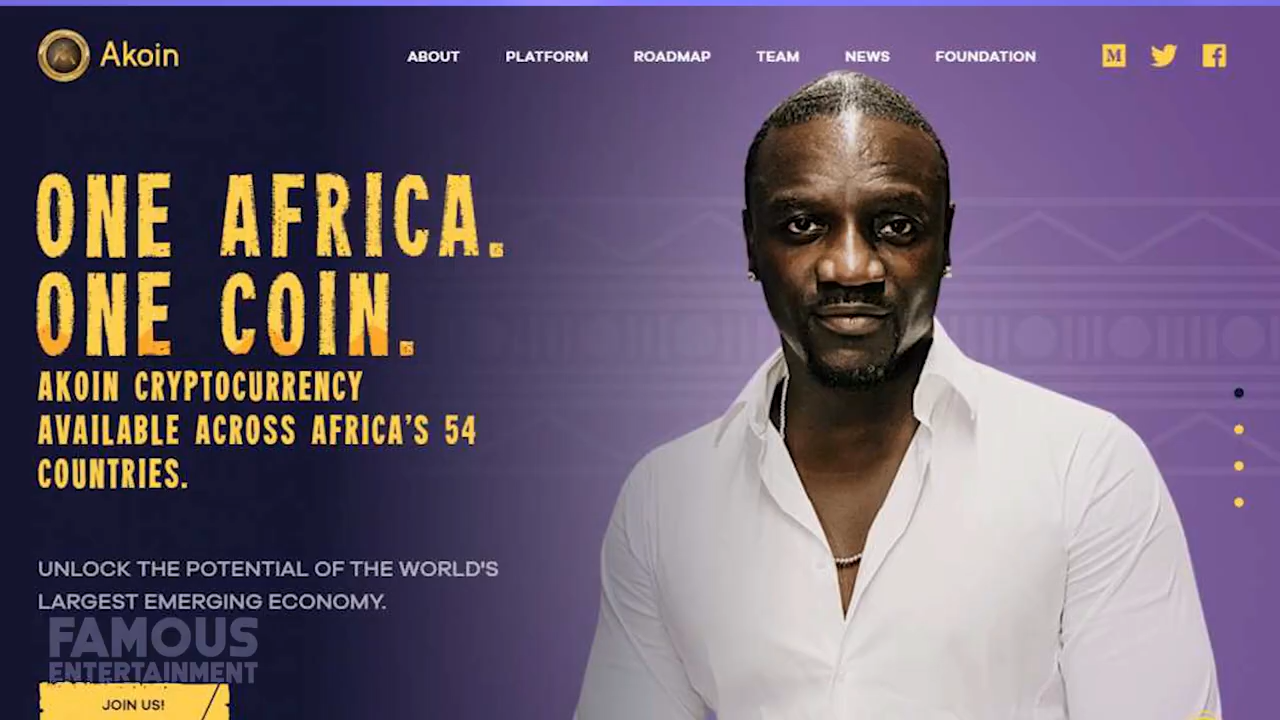 Akoin
ABOUT PLATFORM ROADMAP TEAM NEWS FOUNDATION
ONE AFRICA.
ONE COIN.
AKOIN CRYPTOCURRENCY
AVAILABLE ACROSS AFRICA'S 54
COUNTRIES.
UNLOCK THE POTENTIAL OF THE WORLD'S
LARGEST EMERGING ECONOMY.
FAMOUS
ENTERTAINMENT
JOIN US!